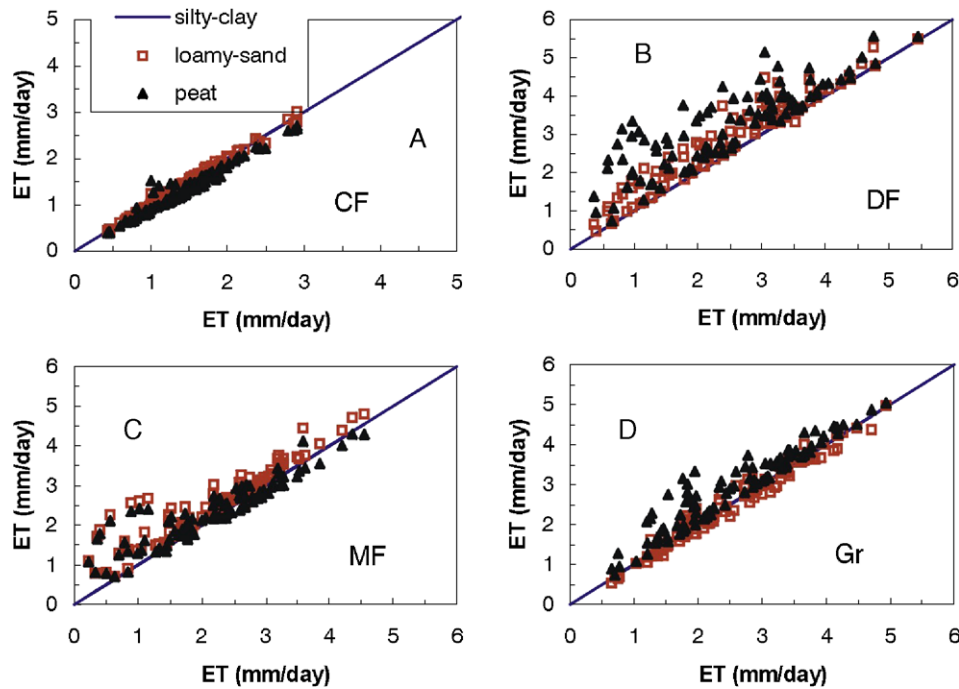 silty-clay
loamy-sand
peat
A
CF
ET (mm/day)
5
4
3
2
1
0
0 1 2 3 4 5
ET (mm/day)
B
DF
ET (mm/day)
6
5
4
3
2
1
0
0 1 2 3 4 5 6
ET (mm/day)
C
MF
ET (mm/day)
6
5
4
3
2
1
0
0 1 2 3 4 5 6
ET (mm/day)
D
Gr
ET (mm/day)
6
5
4
3
2
1
0
0 1 2 3 4 5 6
ET (mm/day)